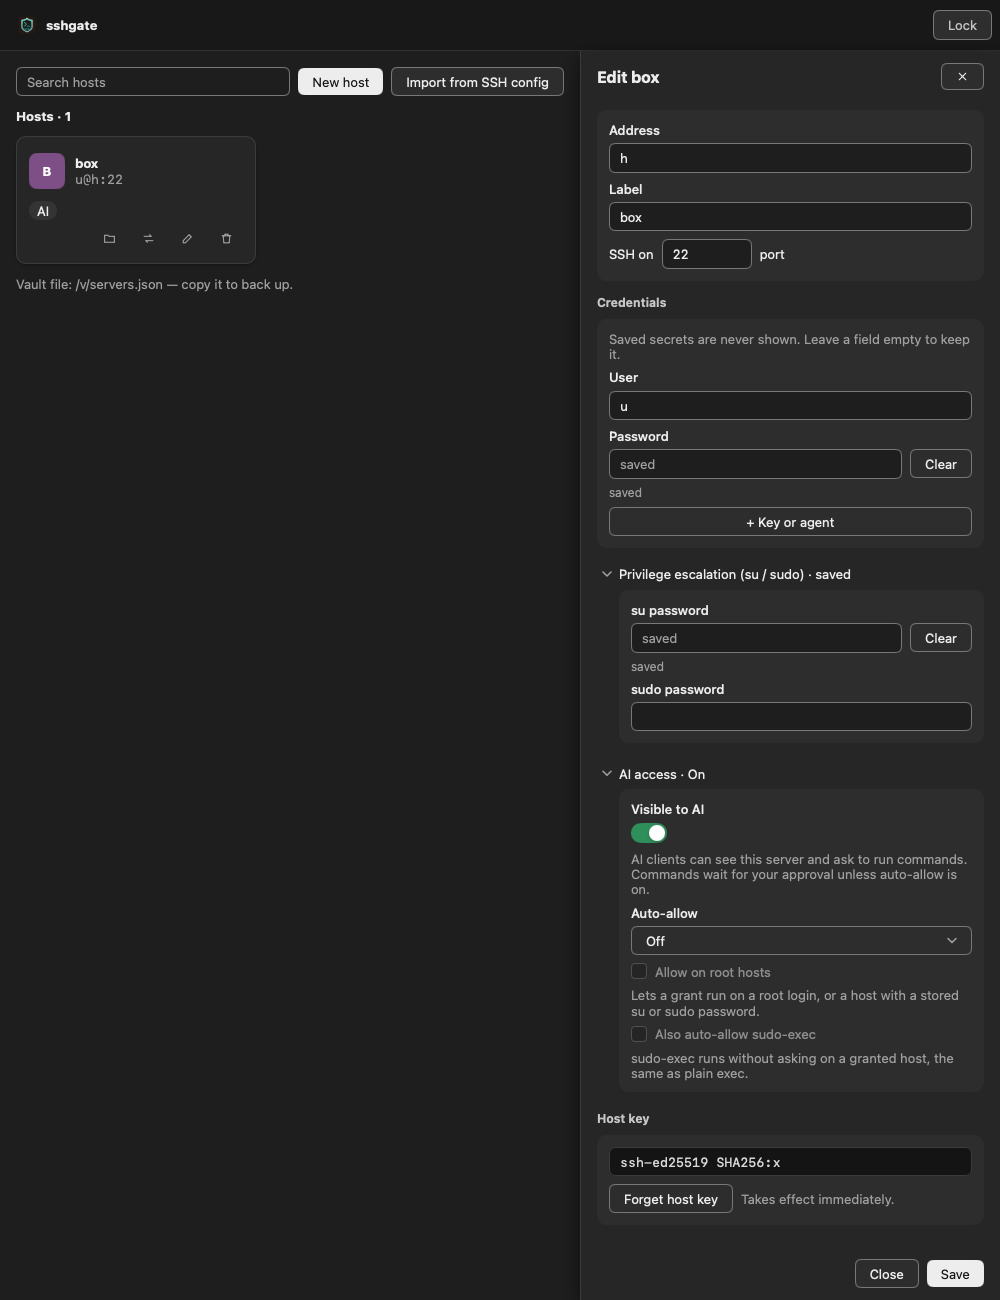 sshgate
Lock
Search hosts
New host
Import from SSH config
Hosts · 1
B
box
u@h:22
AI
Vault file: /v/servers.json — copy it to back up.
Edit box
Address
h
Label
box
SSH on
22
port
Credentials
Saved secrets are never shown. Leave a field empty to keep
it.
User
u
Password
saved
Clear
saved
+ Key or agent
Privilege escalation (su / sudo) · saved
su password
saved
Clear
saved
sudo password
AI access · On
Visible to AI
AI clients can see this server and ask to run commands.
Commands wait for your approval unless auto-allow is
on.
Auto-allow
Off
Allow on root hosts
Lets a grant run on a root login, or a host with a stored
su or sudo password.
Also auto-allow sudo-exec
sudo-exec runs without asking on a granted host, the
same as plain exec.
Host key
ssh-ed25519 SHA256:x
Forget host key
Takes effect immediately.
Close
Save